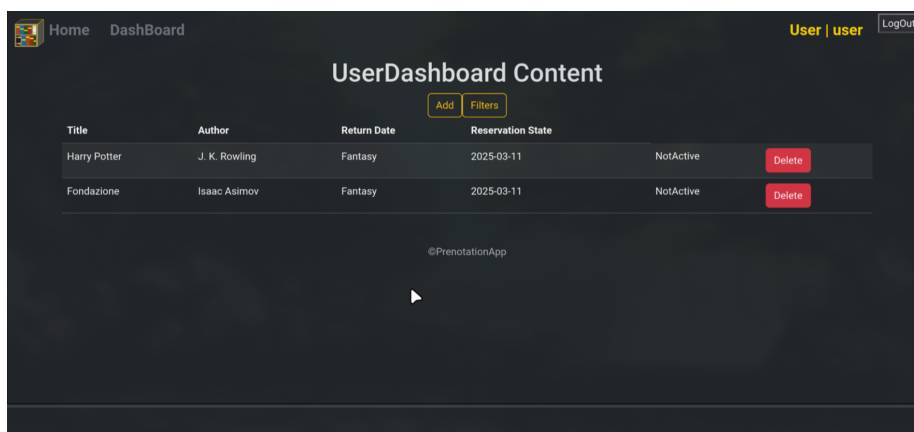 Home DashBoard User | user LogOut
UserDashboard Content
Add Filters
Title Author Return Date Reservation State
Harry Potter J. K. Rowling Fantasy 2025-03-11 NotActive Delete
Fondazione Isaac Asimov Fantasy 2025-03-11 NotActive Delete
©PrenotationApp